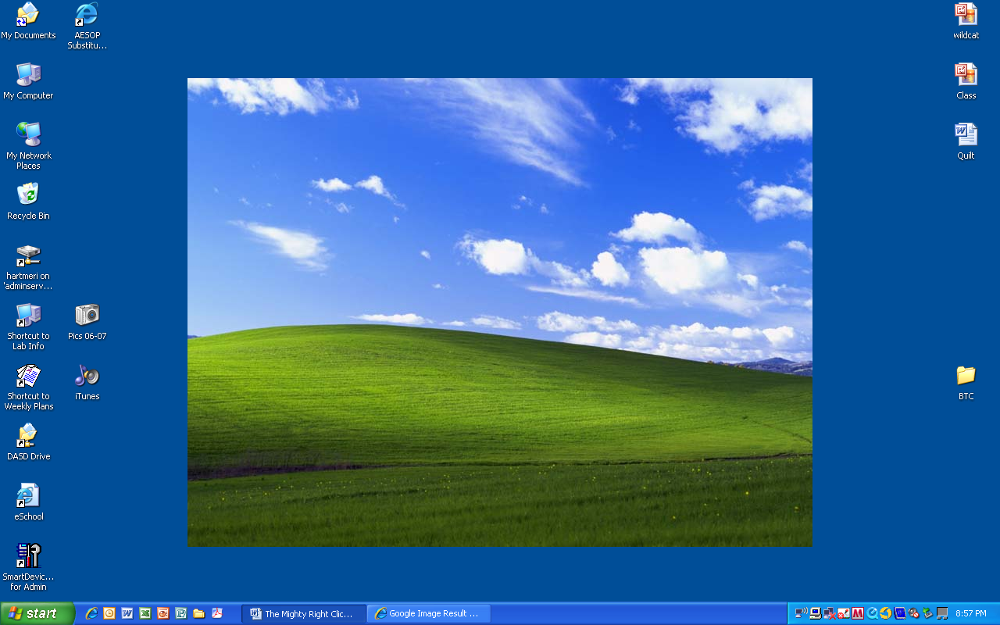 My Documents
AESOP
Substitu...
wildcat
My Computer
Class
My Network
Places
Quilt
Recycle Bin
hartmeri on
'adminserv...
Shortcut to
Lab Info
Pics 06-07
Shortcut to
Weekly Plans
iTunes
BTC
DASD Drive
eSchool
SmartDevic...
for Admin
start
The Mighty Right Clic...
Google Image Result ...
8:57 PM